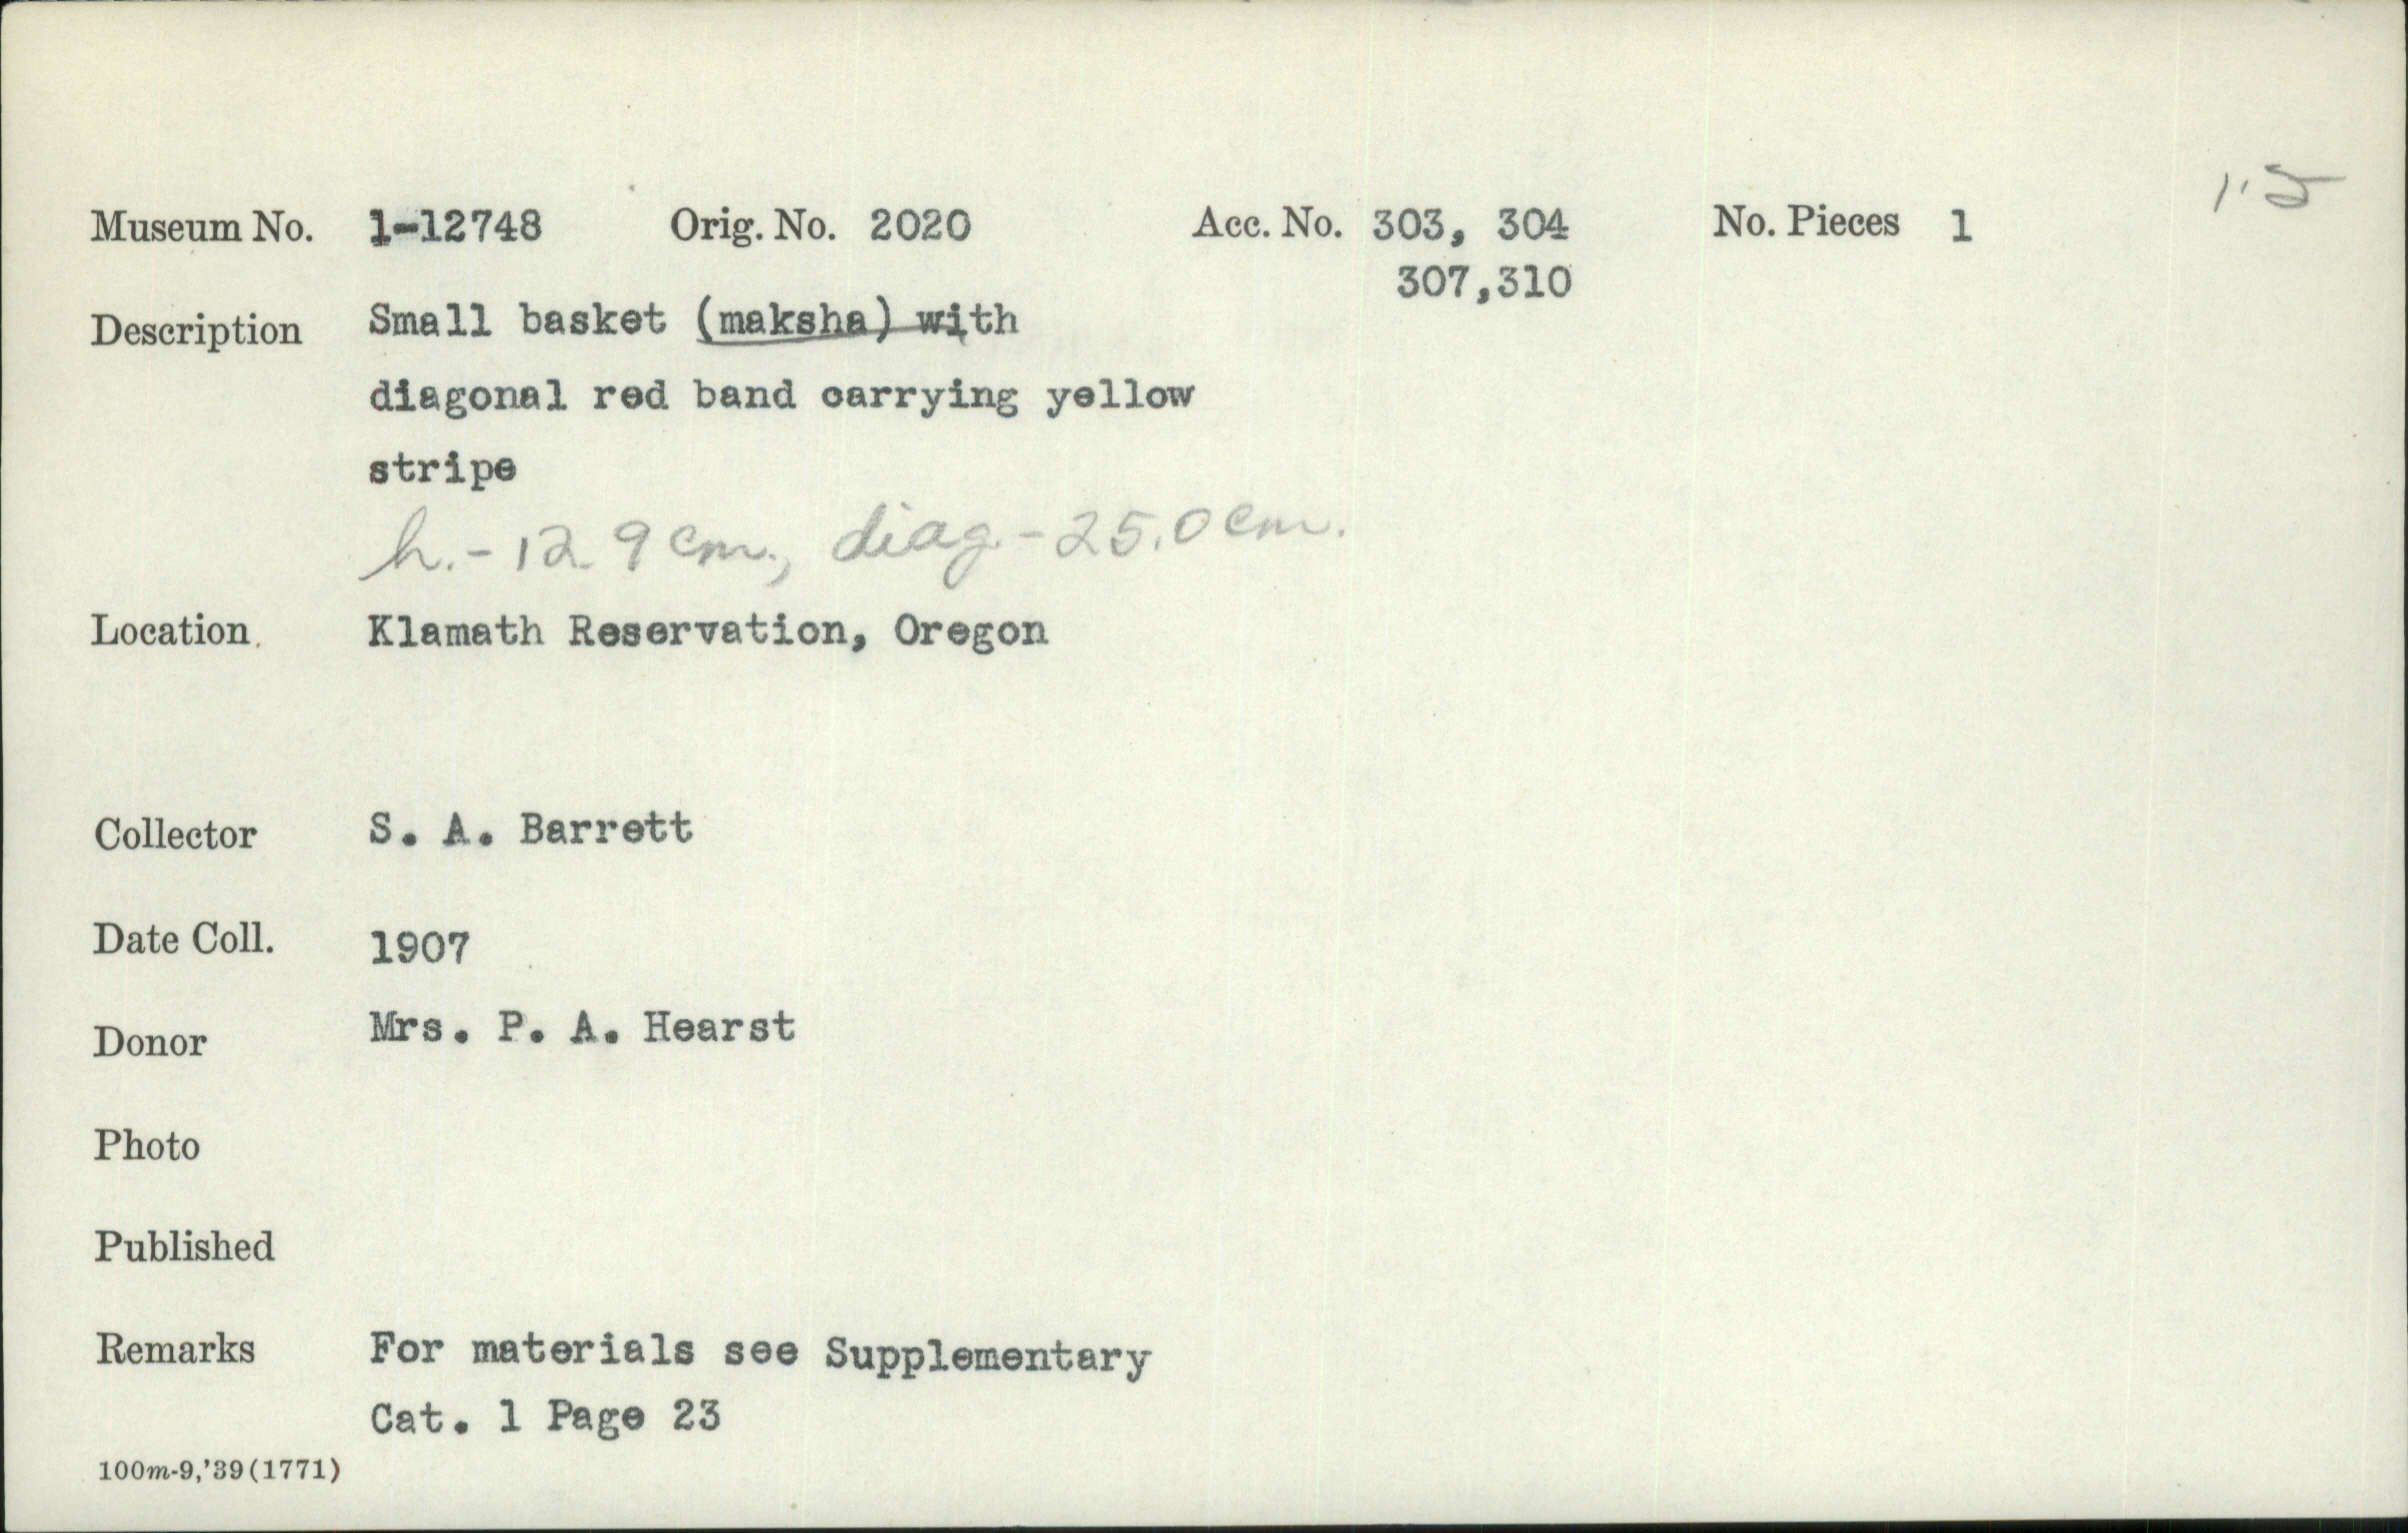 Museum No. 1-12748 Orig. No. 2020 Acc. No. 303, 304 No. Pieces 1
307,310
Description Small basket (maksha) with
diagonal red band carrying yellow
stripe
h. - 12.9 cm., diag - 25.0 cm.
Location Klamath Reservation, Oregon
Collector S. A. Barrett
Date Coll. 1907
Donor Mrs. P. A. Hearst
Photo
Published
Remarks For materials see Supplementary
Cat. 1 Page 23
100m-9,'39(1771)